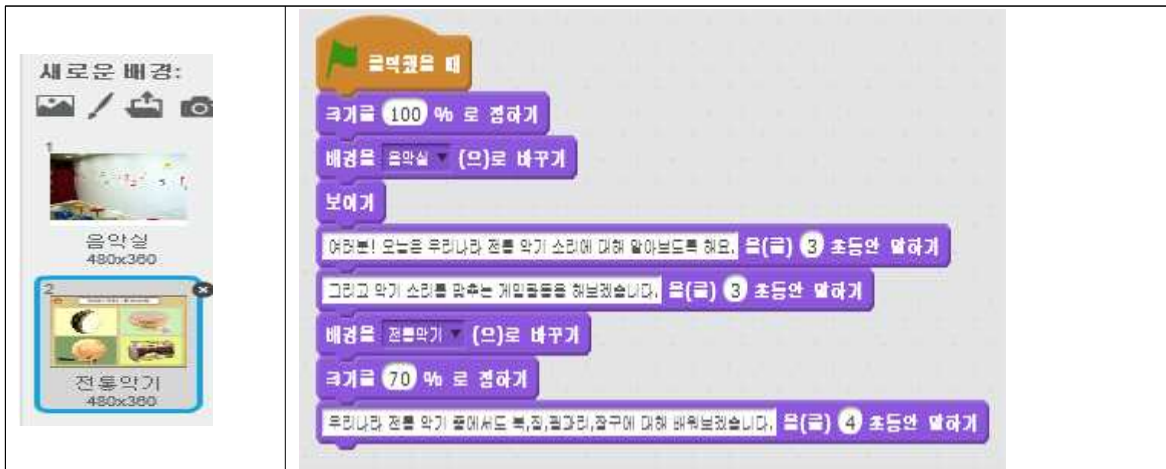 새로운 배경:
1
음악실
480x360
2
전통악기
480x360
클릭했을 때
크기를 100 % 로 정하기
배경을 음악실 (으)로 바꾸기
보이기
여러분! 오늘은 우리나라 전통 악기 소리에 대해 알아보도록 해요. 을(를) 3 초동안 말하기
그리고 악기 소리를 맞추는 게임활동을 해보겠습니다. 을(를) 3 초동안 말하기
배경을 전통악기 (으)로 바꾸기
크기를 70 % 로 정하기
우리나라 전통 악기 중에서도 북,징,꽹과리,장구에 대해 배워보겠습니다. 을(를) 4 초동안 말하기